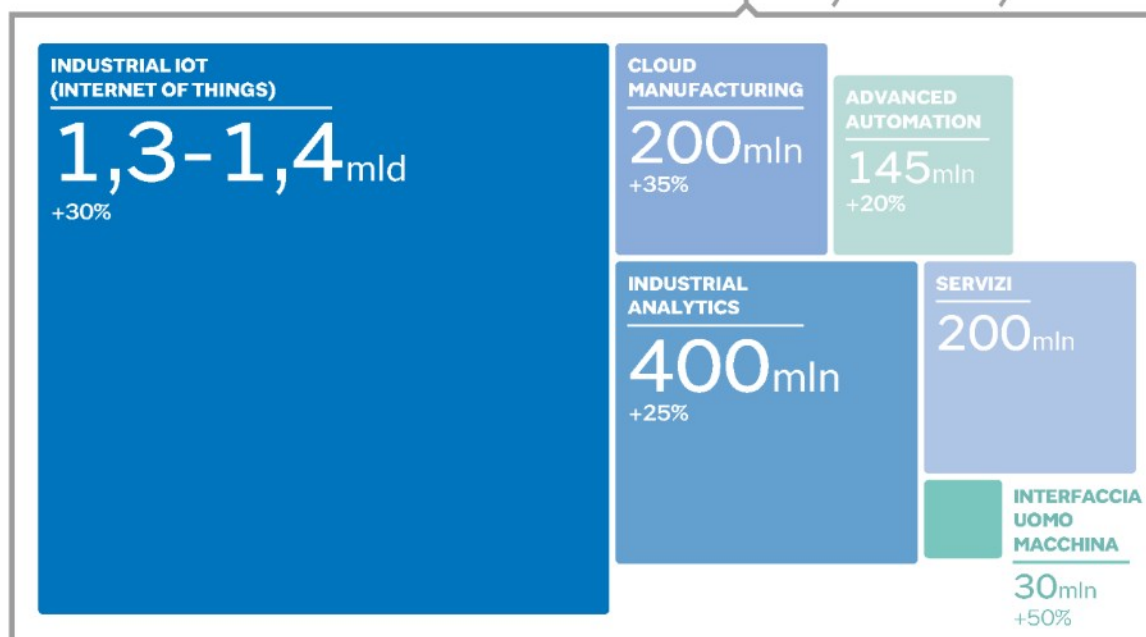 INDUSTRIAL IOT
(INTERNET OF THINGS)
1,3-1,4mld
+30%
CLOUD
MANUFACTURING
200mln
+35%
ADVANCED
AUTOMATION
145mln
+20%
INDUSTRIAL
ANALYTICS
400mln
+25%
SERVIZI
200mln
INTERFACCIA
UOMO
MACCHINA
30mln
+50%